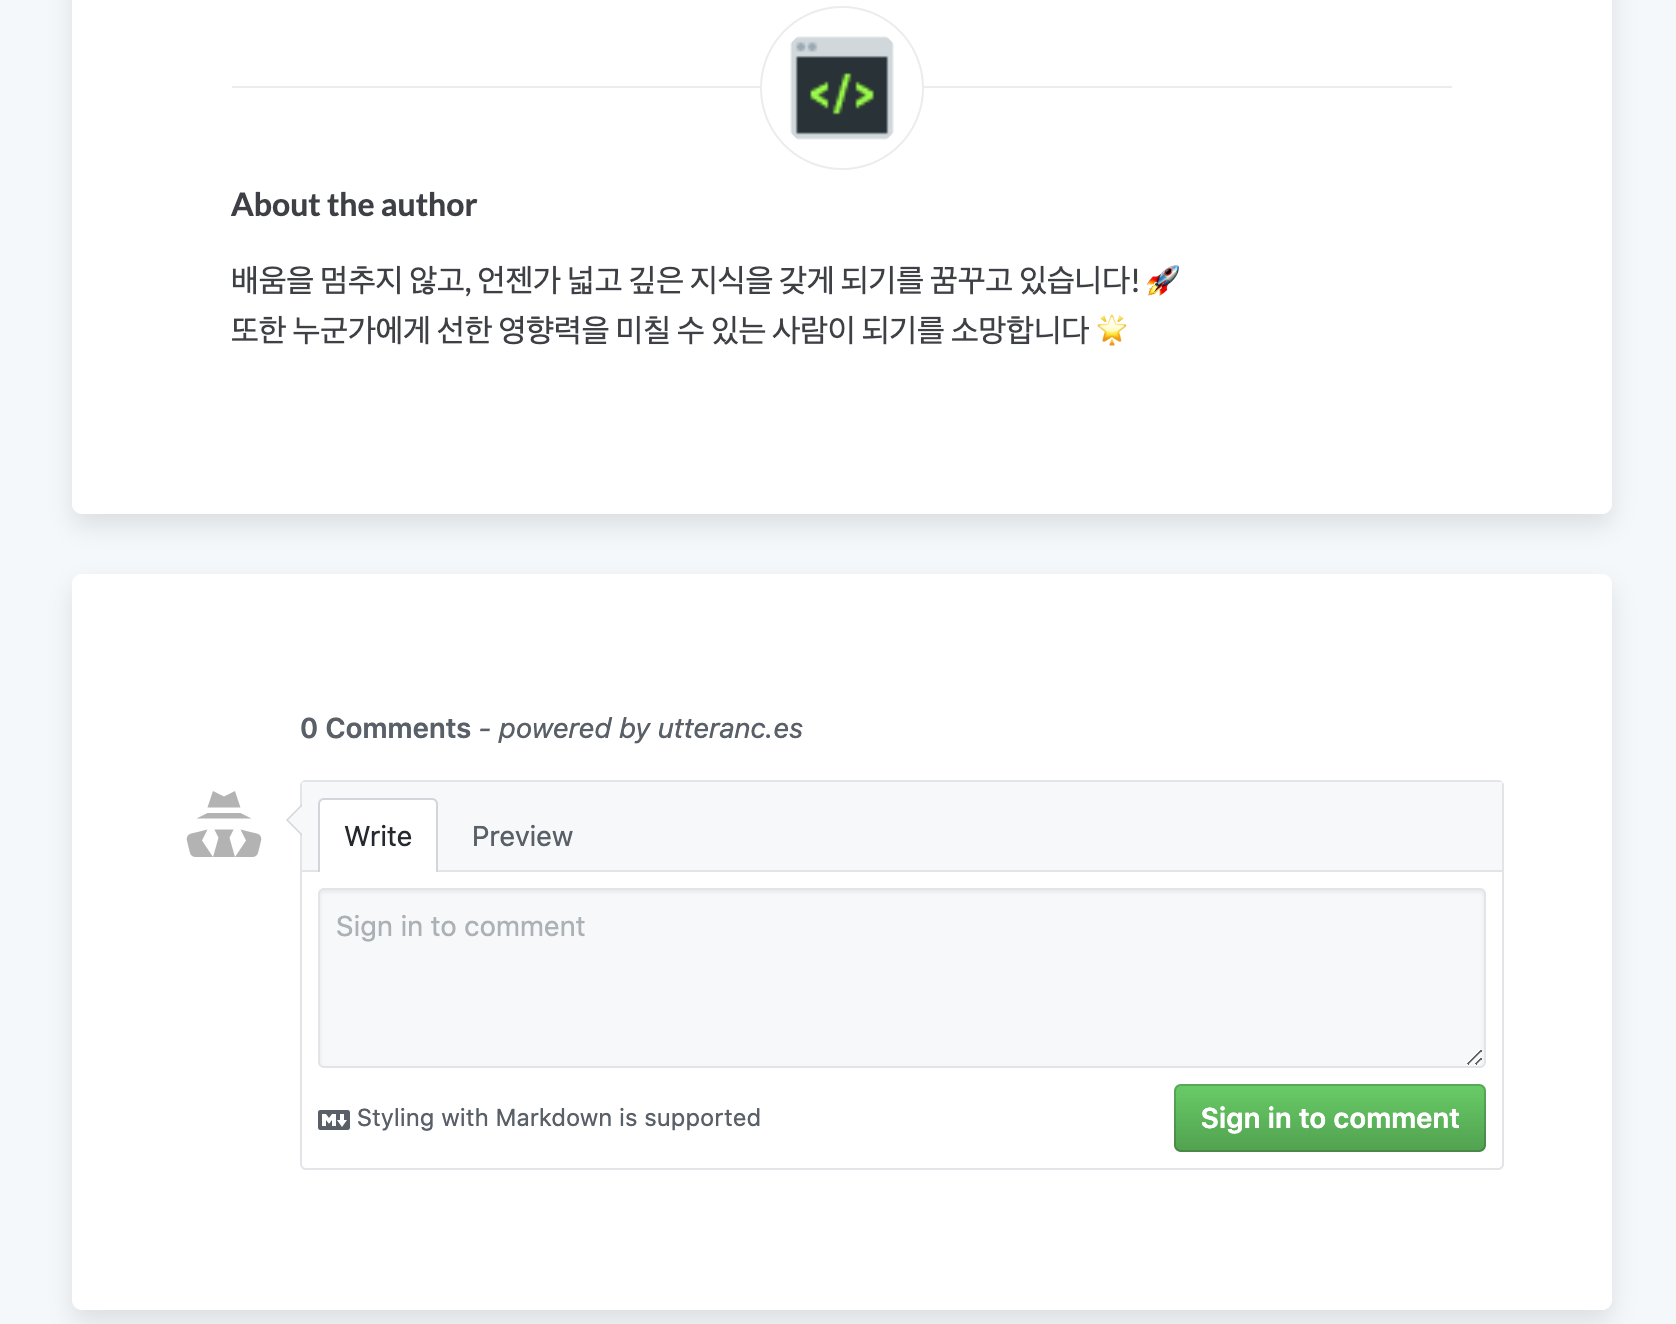 </>
About the author
배움을 멈추지 않고, 언젠가 넓고 깊은 지식을 갖게 되기를 꿈꾸고 있습니다! 🚀
또한 누군가에게 선한 영향력을 미칠 수 있는 사람이 되기를 소망합니다 🌟
0 Comments - powered by utteranc.es
Write Preview
Sign in to comment
M↓ Styling with Markdown is supported
Sign in to comment